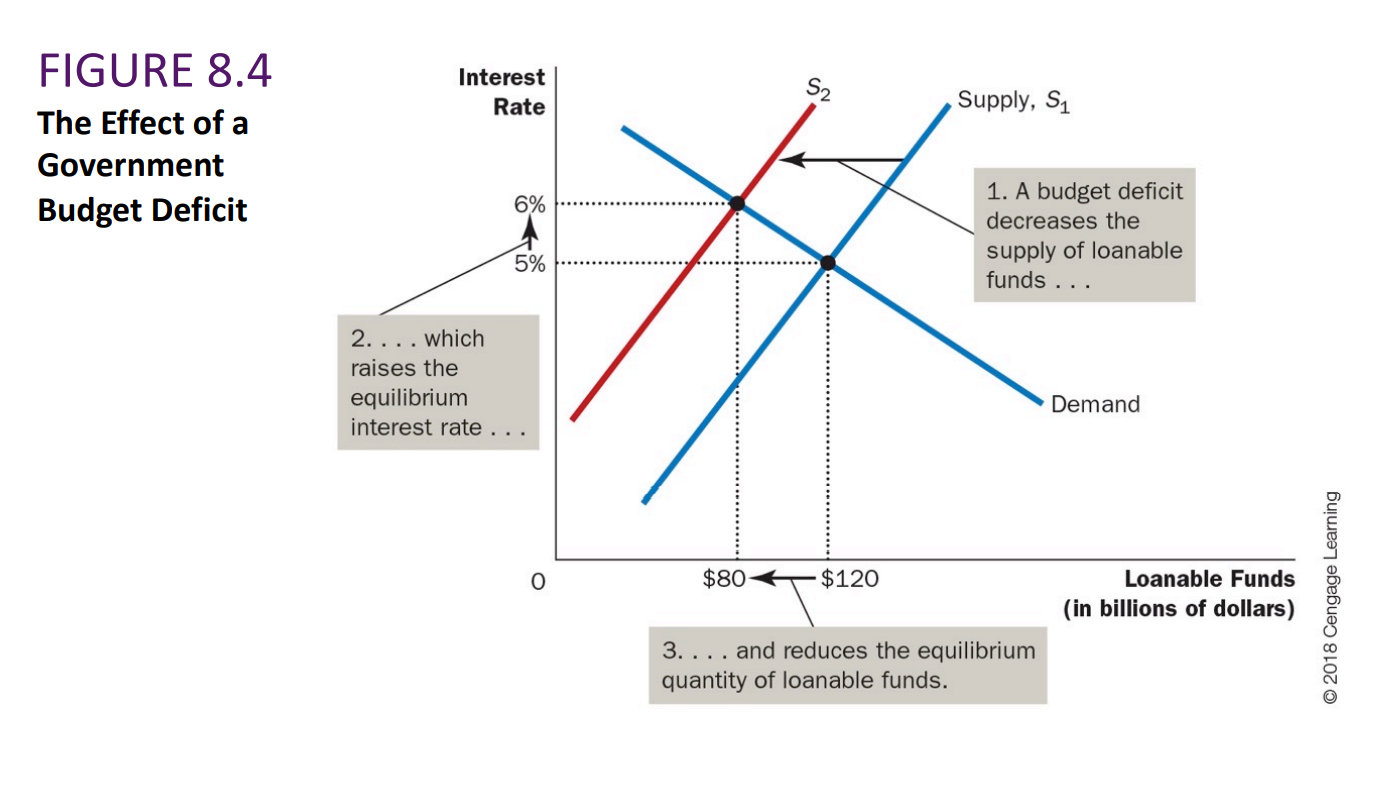 FIGURE 8.4
The Effect of a
Government
Budget Deficit
Interest
Rate
S2
Supply, S1
1. A budget deficit
decreases the
supply of loanable
funds . . .
6%
5%
2. . . . which
raises the
equilibrium
interest rate . . .
Demand
0
$80
$120
Loanable Funds
(in billions of dollars)
3. . . . and reduces the equilibrium
quantity of loanable funds.
© 2018 Cengage Learning